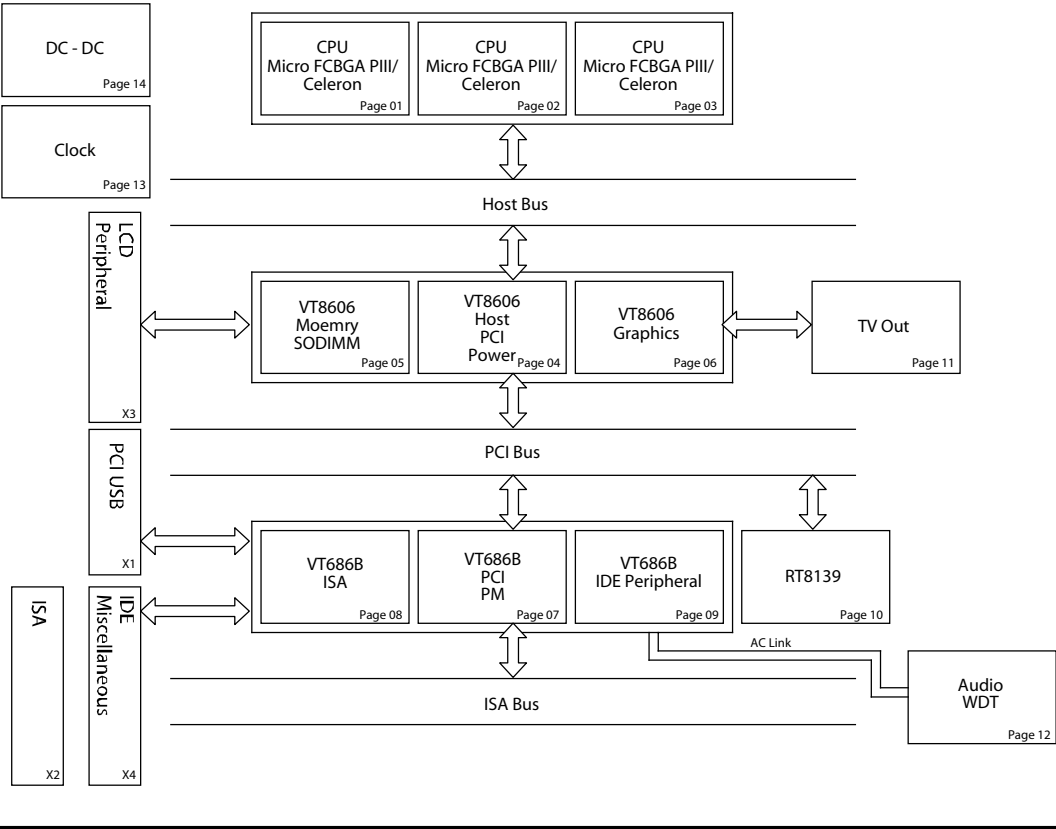 DC - DC
Page 14
CPU
Micro FCBGA PIII/
Celeron
Page 01
CPU
Micro FCBGA PIII/
Celeron
Page 02
CPU
Micro FCBGA PIII/
Celeron
Page 03
Clock
Page 13
Host Bus
LCD
Peripheral
X3
VT8606
Moemry
SODIMM
Page 05
VT8606
Host
PCI
Power
Page 04
VT8606
Graphics
Page 06
TV Out
Page 11
PCI Bus
PCI USB
X1
VT686B
ISA
Page 08
VT686B
PCI
PM
Page 07
VT686B
IDE Peripheral
Page 09
RT8139
Page 10
ISA
X2
IDE
Miscellaneous
X4
AC Link
ISA Bus
Audio
WDT
Page 12